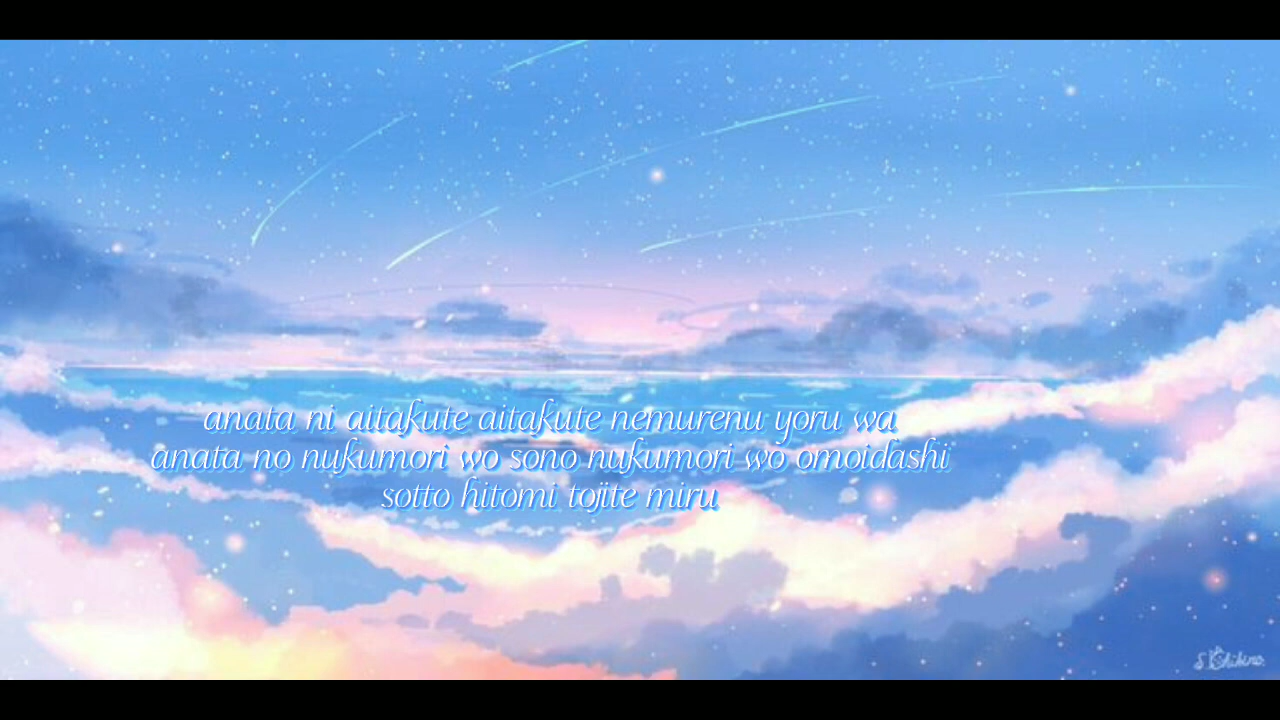 anata ni aitakute aitakute nemurenu yoru wa
anata no nukumori wo sono nukumori wo omoidashi
sotto hitomi tojite miru